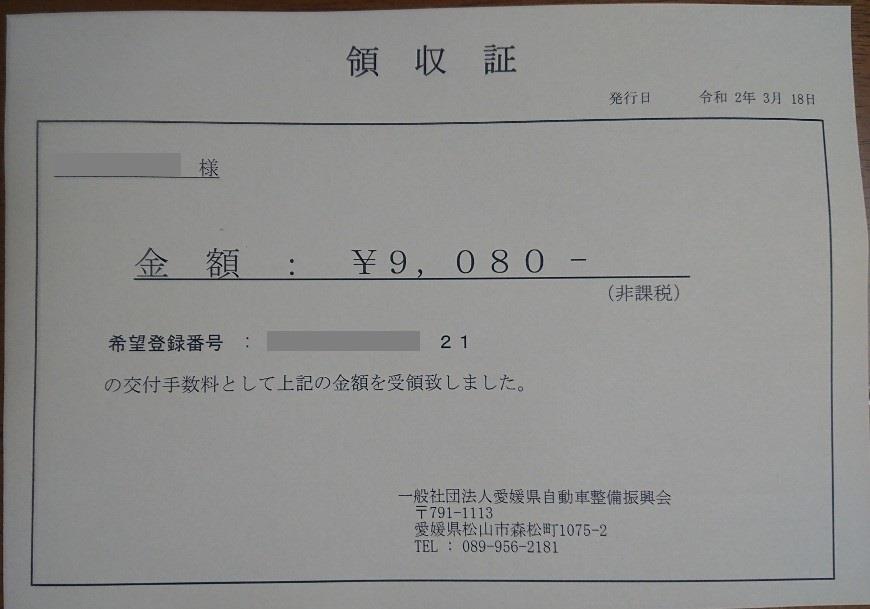 領収証
発行日 令和 2年 3月 18日
様
金額 : ￥9,080-
(非課税)
希望登録番号 : 21
の交付手数料として上記の金額を受領致しました。
一般社団法人愛媛県自動車整備振興会
〒791-1113
愛媛県松山市森松町1075-2
TEL : 089-956-2181